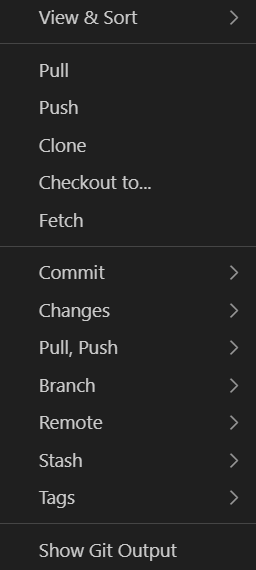 View & Sort
Pull
Push
Clone
Checkout to...
Fetch
Commit
Changes
Pull, Push
Branch
Remote
Stash
Tags
Show Git Output